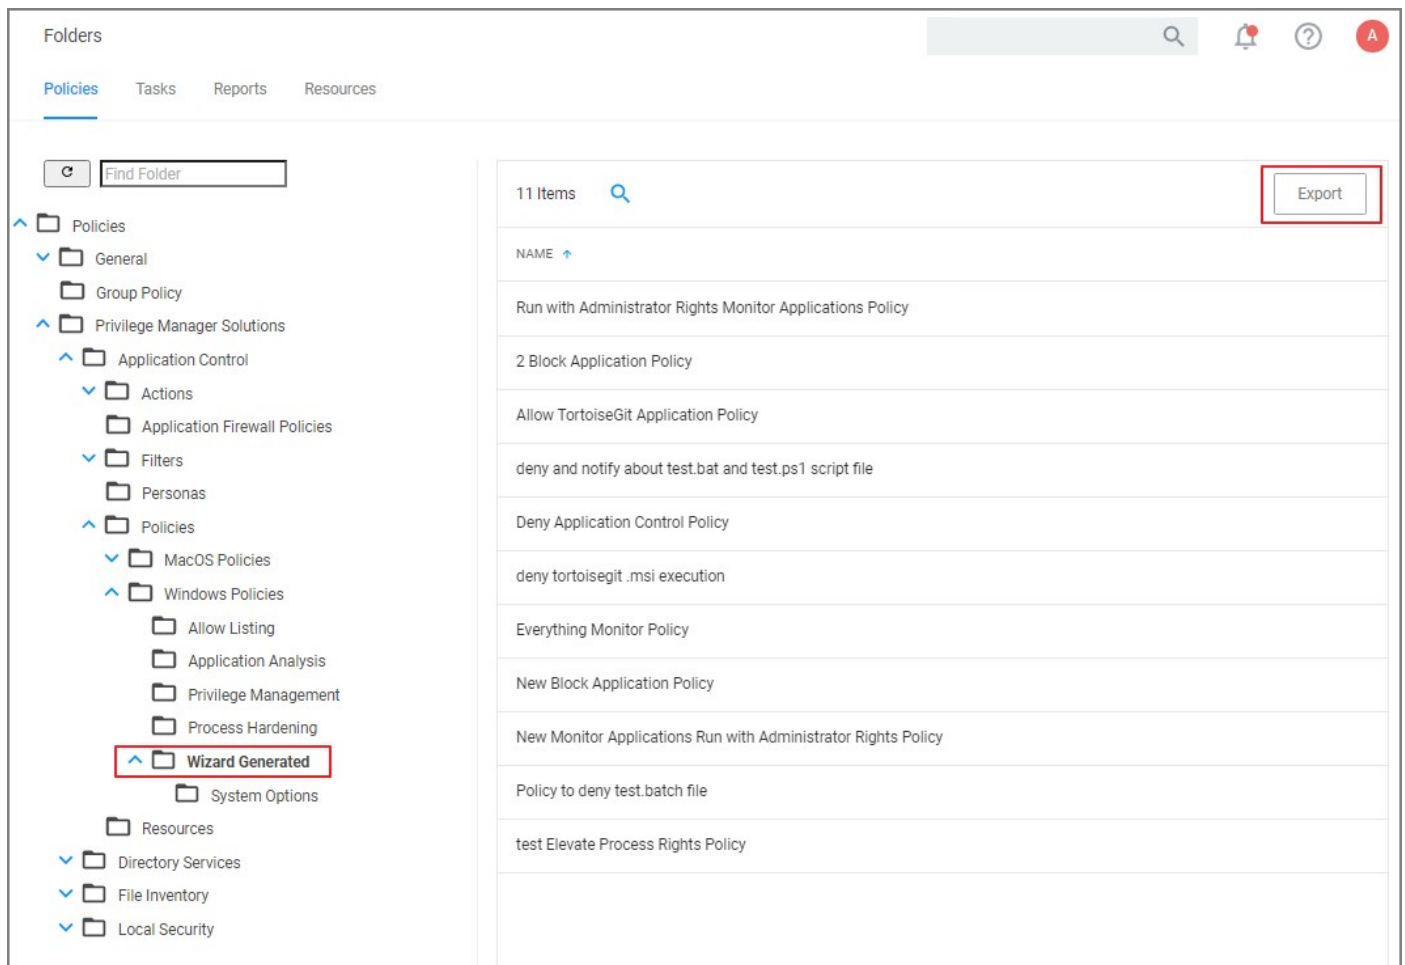 Folders
A
Policies Tasks Reports Resources
Find Folder
Policies
General
Group Policy
Privilege Manager Solutions
Application Control
Actions
Application Firewall Policies
Filters
Personas
Policies
MacOS Policies
Windows Policies
Allow Listing
Application Analysis
Privilege Management
Process Hardening
Wizard Generated
System Options
Resources
Directory Services
File Inventory
Local Security
11 Items
Export
NAME
Run with Administrator Rights Monitor Applications Policy
2 Block Application Policy
Allow TortoiseGit Application Policy
deny and notify about test.bat and test.ps1 script file
Deny Application Control Policy
deny tortoisegit .msi execution
Everything Monitor Policy
New Block Application Policy
New Monitor Applications Run with Administrator Rights Policy
Policy to deny test.batch file
test Elevate Process Rights Policy